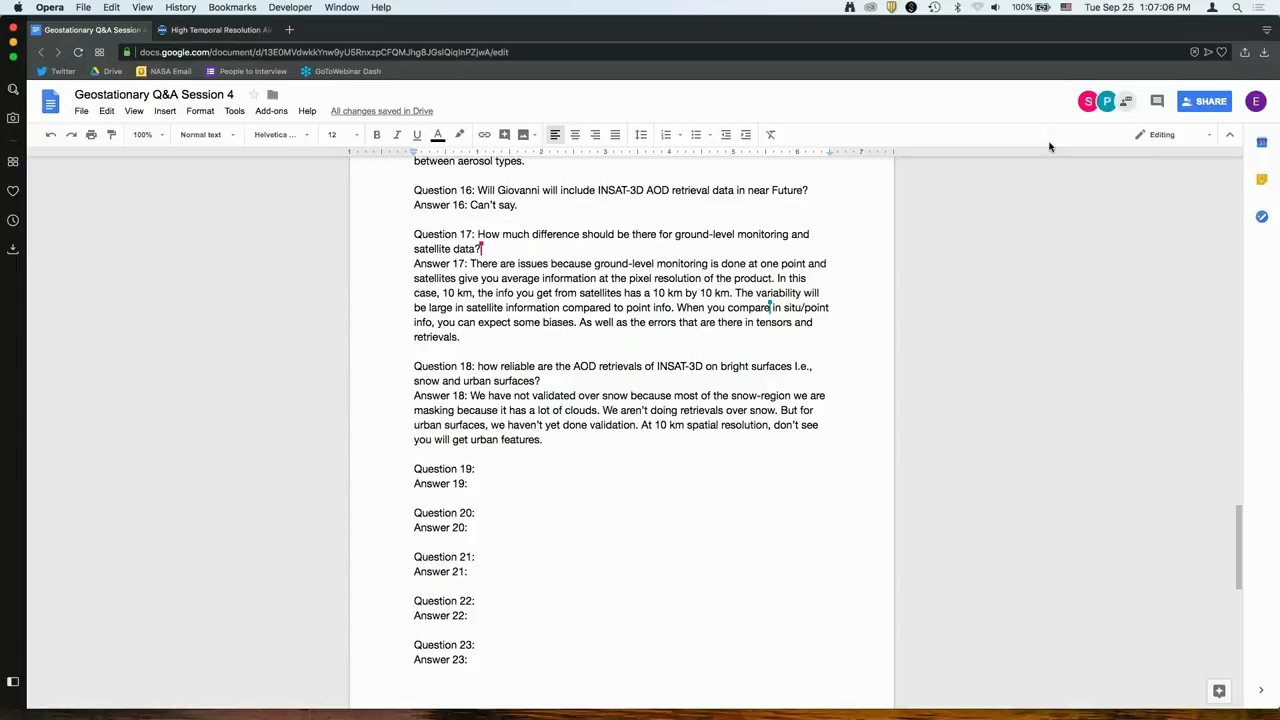 Opera File Edit View History Bookmarks Developer Window Help 100% Tue Sep 25 1:07:06 PM
Geostationary Q&A Session High Temporal Resolution Air
docs.google.com/document/d/13E0MVdwkkYnw9yU5RnxzpCFQMJhg8JGslQiqlnPZjwA/edit
Twitter Drive NASA Email People to Interview GoToWebinar Dash
Geostationary Q&A Session 4
S P SHARE E
File Edit View Insert Format Tools Add-ons Help All changes saved in Drive
100% Normal text Helvetica ... 12 B I U A Editing
1 1 2 3 4 5 6 7
between aerosol types.
Question 16: Will Giovanni will include INSAT-3D AOD retrieval data in near Future?
Answer 16: Can't say.
Question 17: How much difference should be there for ground-level monitoring and
satellite data?
Answer 17: There are issues because ground-level monitoring is done at one point and
satellites give you average information at the pixel resolution of the product. In this
case, 10 km, the info you get from satellites has a 10 km by 10 km. The variability will
be large in satellite information compared to point info. When you compare in situ/point
info, you can expect some biases. As well as the errors that are there in tensors and
retrievals.
Question 18: how reliable are the AOD retrievals of INSAT-3D on bright surfaces I.e.,
snow and urban surfaces?
Answer 18: We have not validated over snow because most of the snow-region we are
masking because it has a lot of clouds. We aren't doing retrievals over snow. But for
urban surfaces, we haven't yet done validation. At 10 km spatial resolution, don't see
you will get urban features.
Question 19:
Answer 19:
Question 20:
Answer 20:
Question 21:
Answer 21:
Question 22:
Answer 22:
Question 23:
Answer 23: